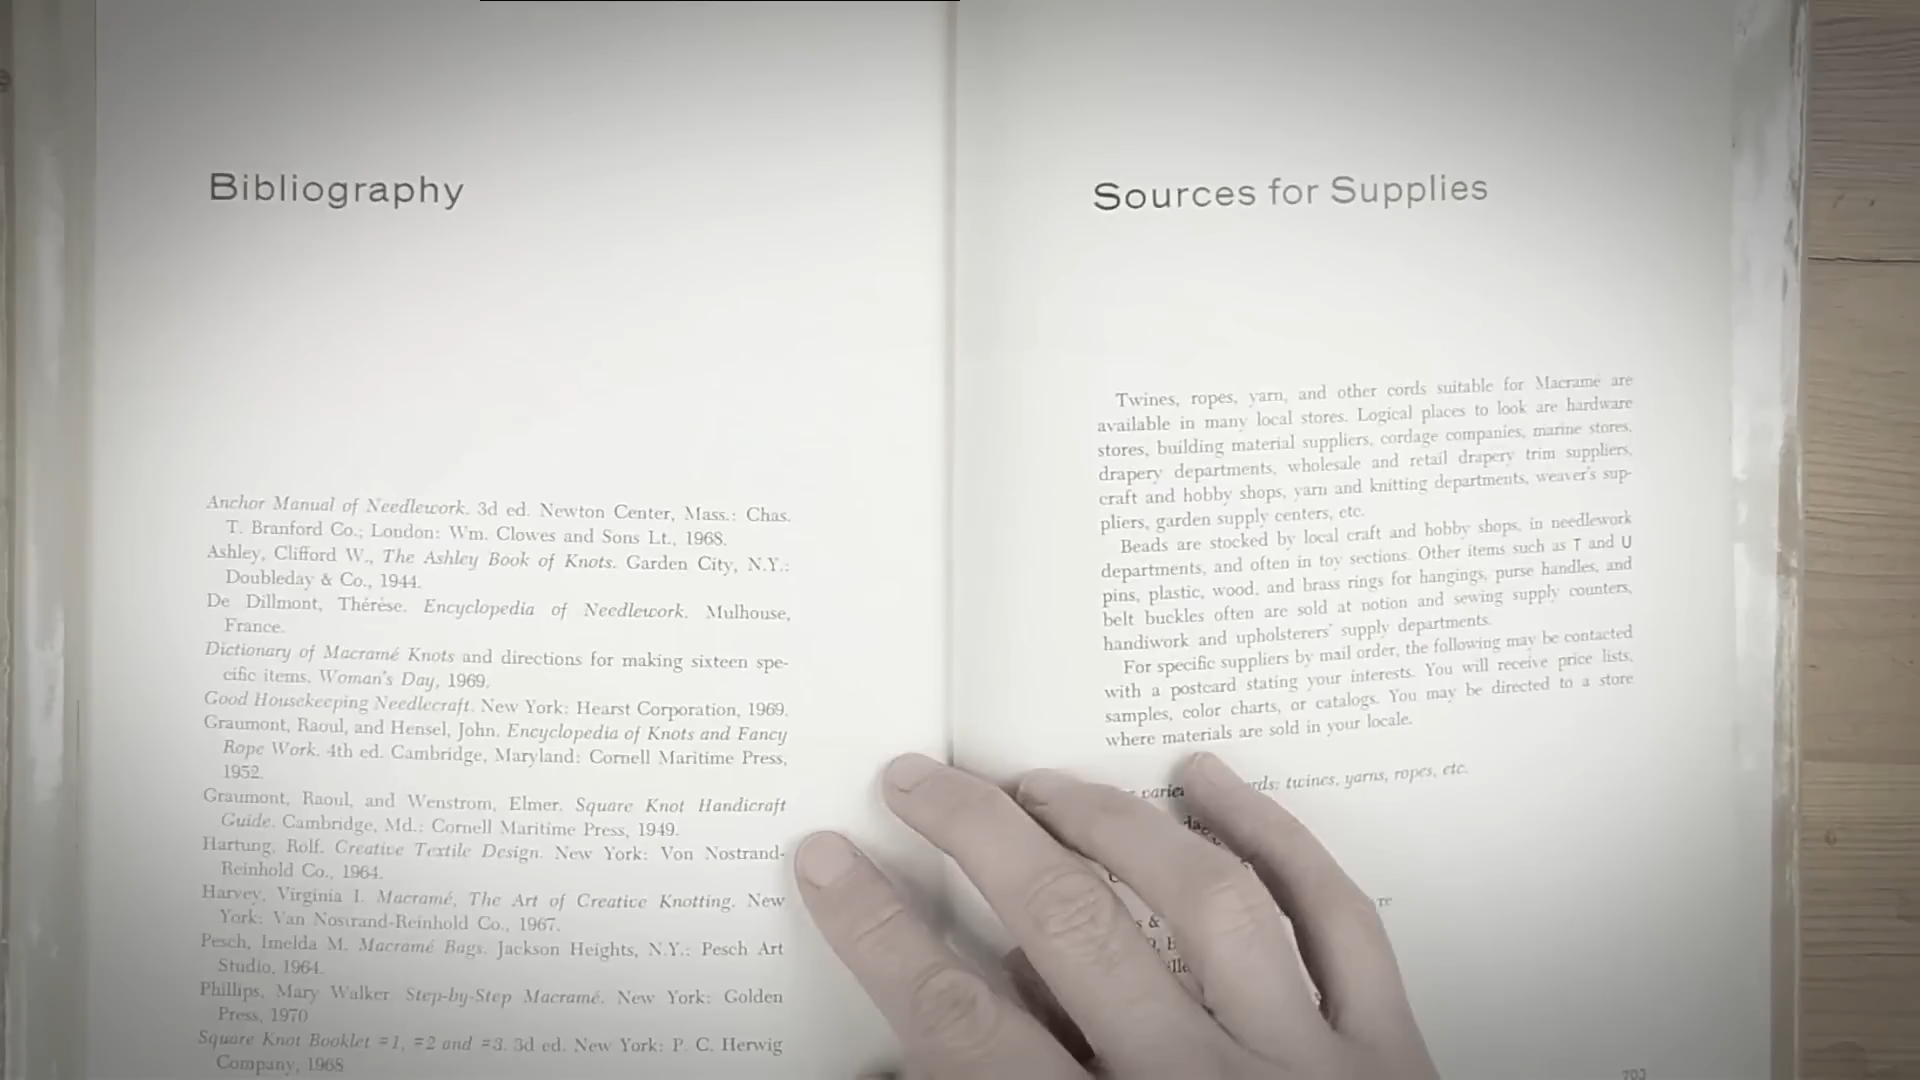 Bibliography
Anchor Manual of Needlework. 3d ed. Newton Center, Mass.: Chas.
T. Branford Co.; London: Wm. Clowes and Sons Lt., 1968.
Ashley, Clifford W., The Ashley Book of Knots. Garden City, N.Y.:
Doubleday & Co., 1944.
De Dillmont, Thérèse. Encyclopedia of Needlework. Mulhouse,
France.
Dictionary of Macramé Knots and directions for making sixteen spe-
cific items, Woman's Day, 1969.
Good Housekeeping Needlecraft. New York: Hearst Corporation, 1969.
Graumont, Raoul, and Hensel, John. Encyclopedia of Knots and Fancy
Rope Work. 4th ed. Cambridge, Maryland: Cornell Maritime Press,
1952.
Graumont, Raoul, and Wenstrom, Elmer. Square Knot Handicraft
Guide. Cambridge, Md.: Cornell Maritime Press, 1949.
Hartung, Rolf. Creative Textile Design. New York: Von Nostrand-
Reinhold Co., 1964.
Harvey, Virginia I. Macramé, The Art of Creative Knotting. New
York: Van Nostrand-Reinhold Co., 1967.
Pesch, Imelda M. Macramé Bags. Jackson Heights, N.Y.: Pesch Art
Studio, 1964.
Phillips, Mary Walker Step-by-Step Macramé. New York: Golden
Press, 1970
Square Knot Booklet #1, #2 and #3. 3d ed. New York: P. C. Herwig
Company, 1968
Sources for Supplies
Twines, ropes, yarn, and other cords suitable for Macramé are
available in many local stores. Logical places to look are hardware
stores, building material suppliers, cordage companies, marine stores,
drapery departments, wholesale and retail drapery trim suppliers,
craft and hobby shops, yarn and knitting departments, weaver's sup-
pliers, garden supply centers, etc.
Beads are stocked by local craft and hobby shops, in needlework
departments, and often in toy sections. Other items such as T and U
pins, plastic, wood, and brass rings for hangings, purse handles, and
belt buckles often are sold at notion and sewing supply counters,
handiwork and upholsterers' supply departments.
For specific suppliers by mail order, the following may be contacted
with a postcard stating your interests. You will receive price lists,
samples, color charts, or catalogs. You may be directed to a store
where materials are sold in your locale.
twines, yarns, ropes, etc.